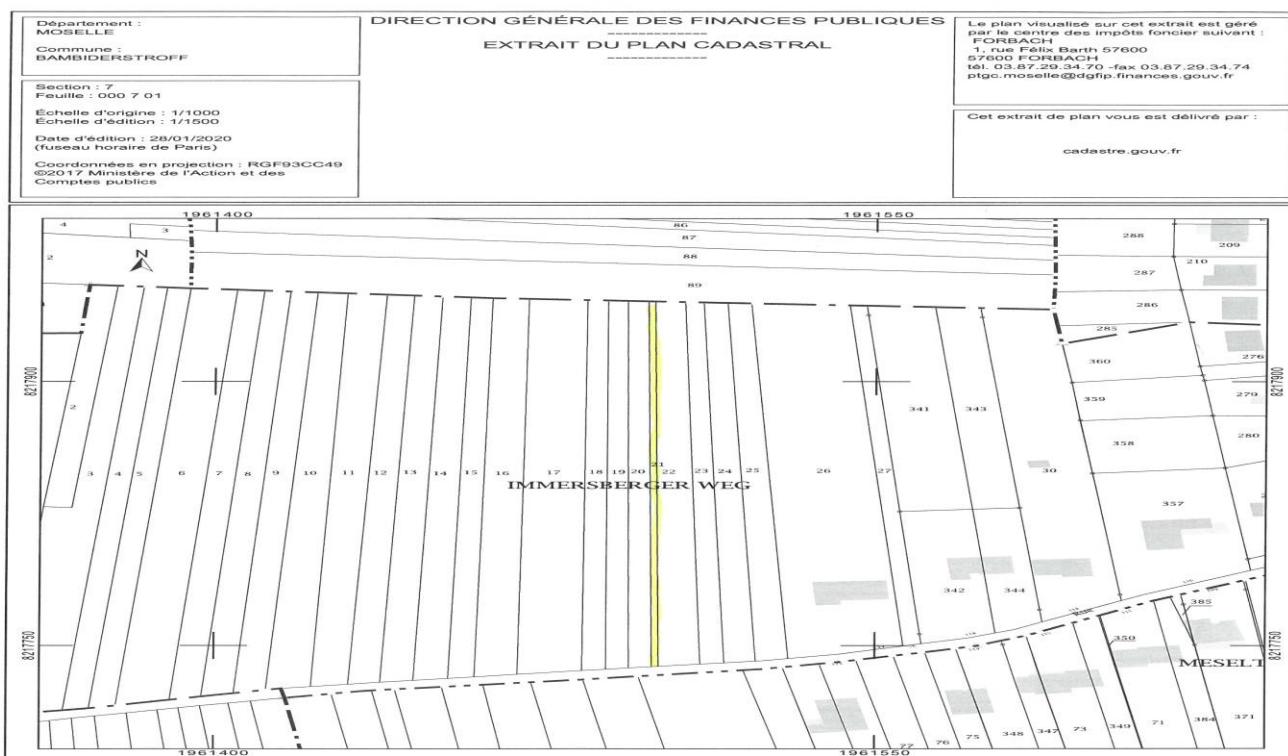 Département :
MOSELLE
Commune :
BAMBIDERSTROFF
Section : 7
Feuille : 000 7 01
Échelle d'origine : 1/1000
Échelle d'édition : 1/1500
Date d'édition : 28/01/2020
(fuseau horaire de Paris)
Coordonnées en projection : RGF93CC49
©2017 Ministère de l'Action et des
Comptes publics
DIRECTION GÉNÉRALE DES FINANCES PUBLIQUES
-------------
EXTRAIT DU PLAN CADASTRAL
-------------
Le plan visualisé sur cet extrait est géré
par le centre des impôts foncier suivant :
FORBACH
1, rue Félix Barth 57600
57600 FORBACH
tél. 03.87.29.34.70 -fax 03.87.29.34.74
ptgc.moselle@dgfip.finances.gouv.fr
Cet extrait de plan vous est délivré par :
cadastre.gouv.fr
1961400 1961550
4 3 86 288 209
87
2 N 88 287 210
89 286
285
360 276
8217900 8217900
2 341 343 359 279
358 280
3 4 5 6 7 8 9 10 11 12 13 14 15 16 17 18 19 20 21 22 23 24 25 26 27 30
IMMERSBERGER WEG
357
342 344
385
8217750 350 8217750
MESELT
77 76 75 348 347 73 349 71 384 371
1961400 1961550